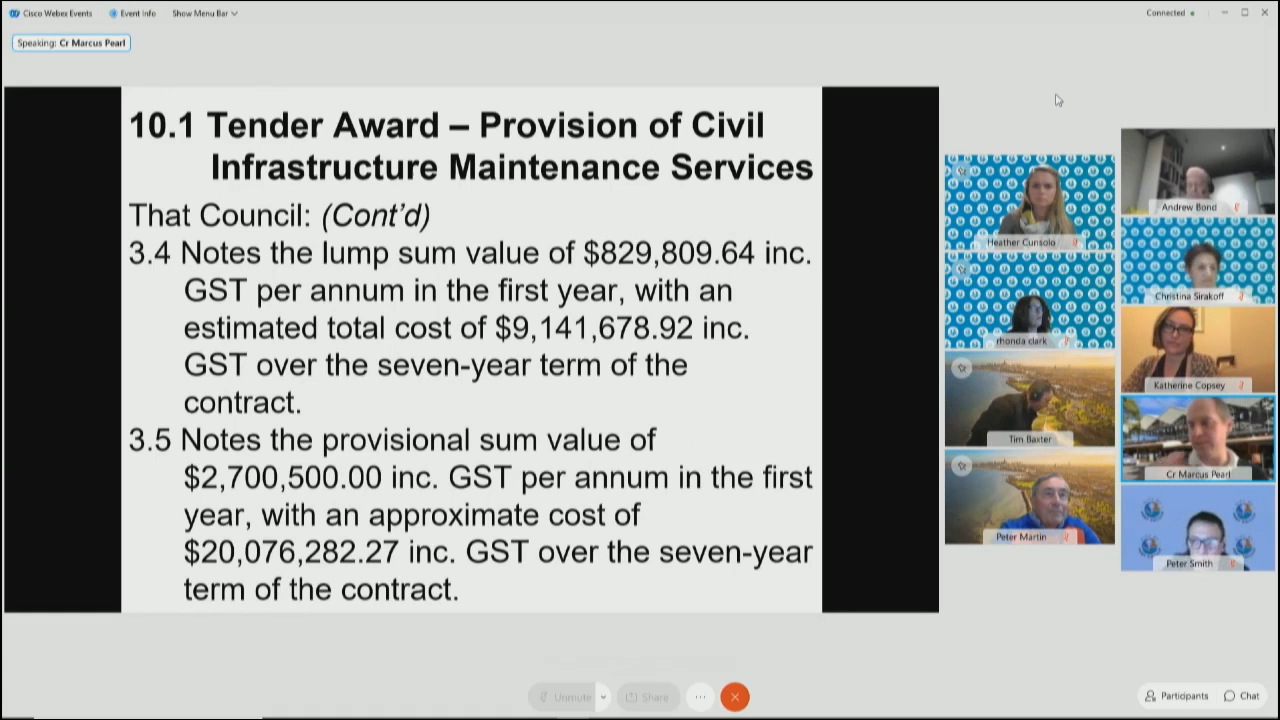 Cisco Webex Events
Event Info
Show Menu Bar
Connected
Speaking: Cr Marcus Pearl
10.1 Tender Award – Provision of Civil
Infrastructure Maintenance Services
That Council: (Cont'd)
3.4 Notes the lump sum value of $829,809.64 inc.
GST per annum in the first year, with an
estimated total cost of $9,141,678.92 inc.
GST over the seven-year term of the
contract.
3.5 Notes the provisional sum value of
$2,700,500.00 inc. GST per annum in the first
year, with an approximate cost of
$20,076,282.27 inc. GST over the seven-year
term of the contract.
Heather Cunsolo
rhonda clark
Tim Baxter
Peter Martin
Andrew Bond
Christina Sirakoff
Katherine Copsey
Cr Marcus Pearl
Peter Smith
Unmute
Share
Participants
Chat